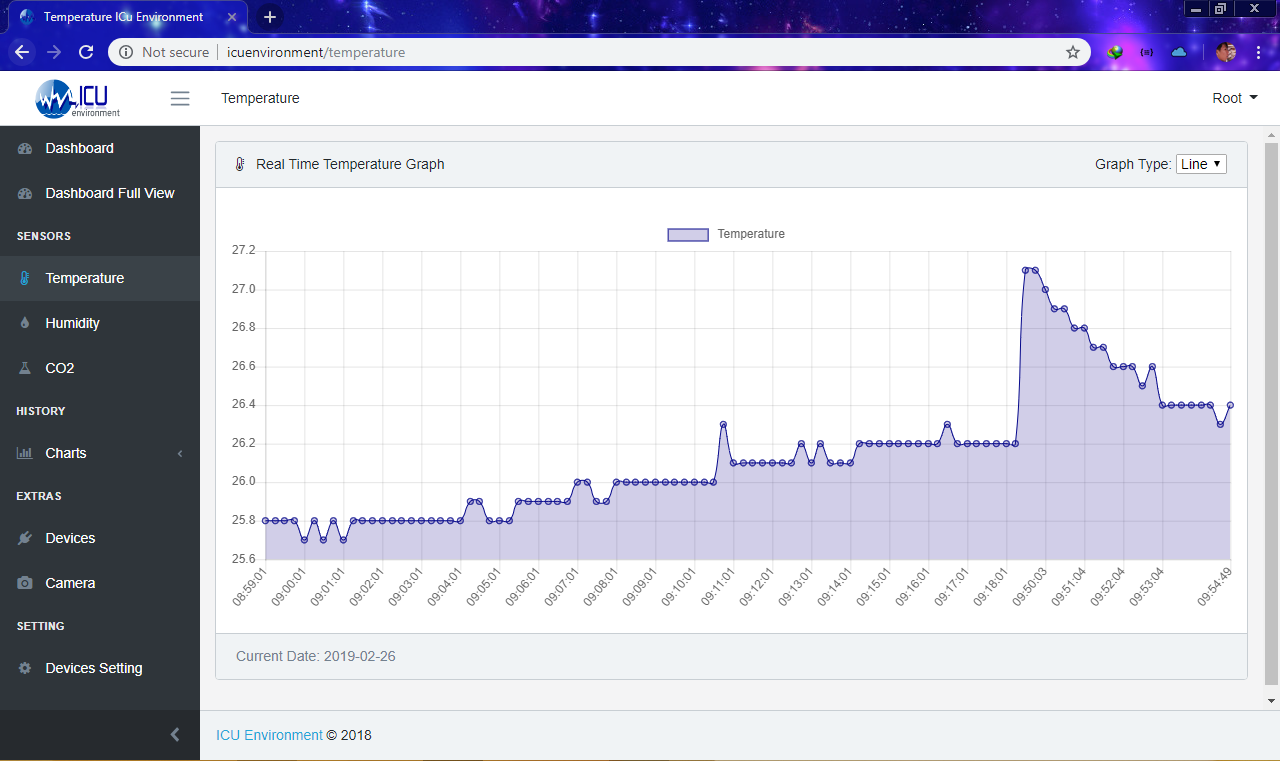 Temperature ICu Environment
Not secure
icuenvironment/temperature
ICU
environment
Temperature
Root
Dashboard
Dashboard Full View
SENSORS
Temperature
Humidity
CO2
HISTORY
Charts
EXTRAS
Devices
Camera
SETTING
Devices Setting
Real Time Temperature Graph
Graph Type: Line
Temperature
27.2
27.0
26.8
26.6
26.4
26.2
26.0
25.8
25.6
08:59:01
09:00:01
09:01:01
09:02:01
09:03:01
09:04:01
09:05:01
09:06:01
09:07:01
09:08:01
09:09:01
09:10:01
09:11:01
09:12:01
09:13:01
09:14:01
09:15:01
09:16:01
09:17:01
09:18:01
09:50:03
09:51:04
09:52:04
09:53:04
09:54:49
Current Date: 2019-02-26
ICU Environment © 2018